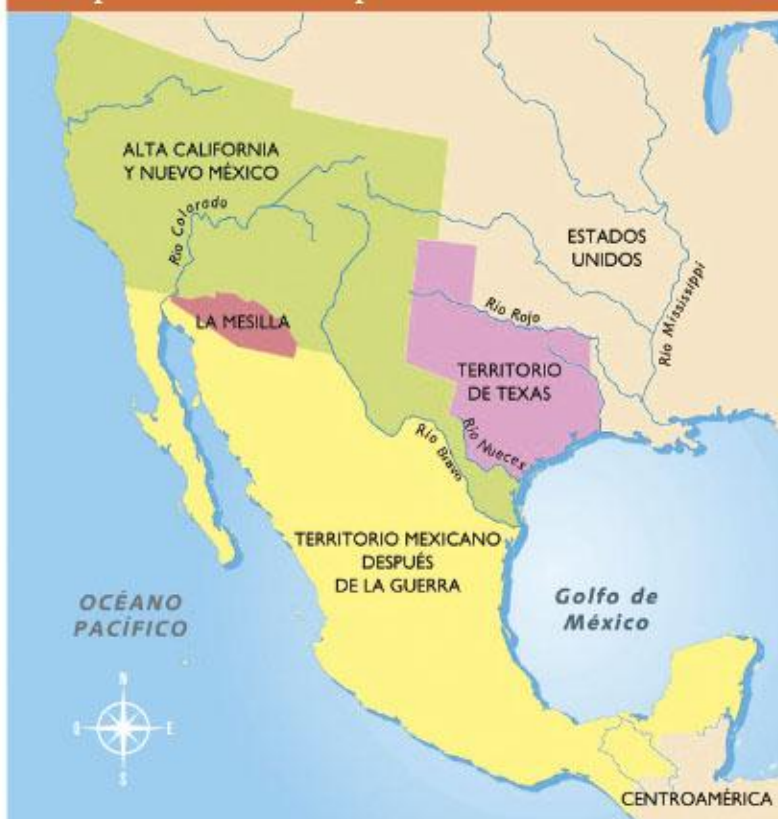 ALTA CALIFORNIA
Y NUEVO MÉXICO
Río Colorado
ESTADOS
UNIDOS
Río Mississippi
LA MESILLA
Río Rojo
TERRITORIO
DE TEXAS
Río Nueces
Río Bravo
TERRITORIO MEXICANO
DESPUÉS
DE LA GUERRA
OCÉANO
PACÍFICO
Golfo de
México
N
O
E
S
CENTROAMÉRICA